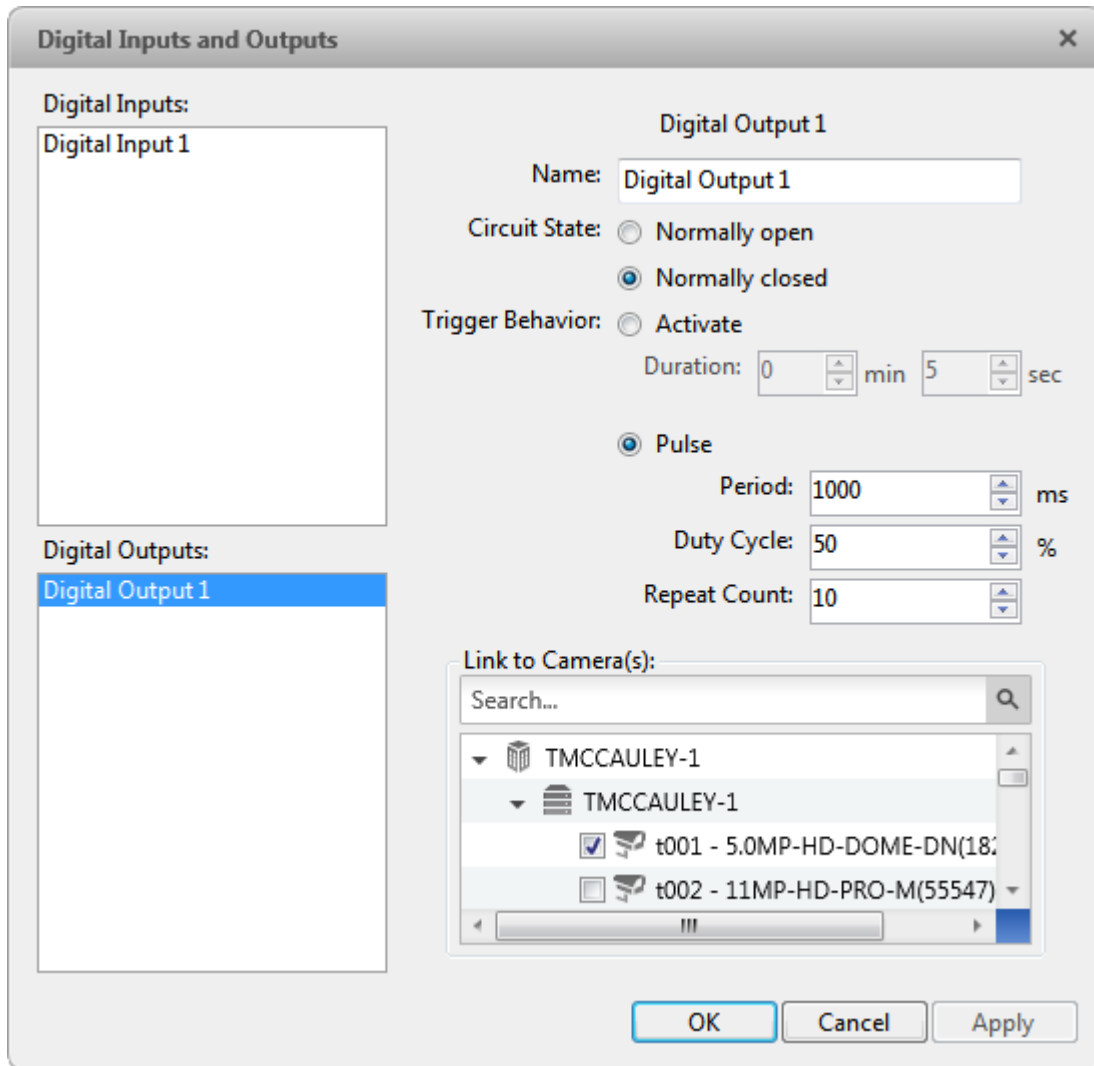 Digital Inputs and Outputs
Digital Inputs:
Digital Input 1
Digital Outputs:
Digital Output 1
Digital Output 1
Name: Digital Output 1
Circuit State: Normally open
Normally closed
Trigger Behavior: Activate
Duration: 0 min 5 sec
Pulse
Period: 1000 ms
Duty Cycle: 50 %
Repeat Count: 10
Link to Camera(s):
Search...
TMCCAULEY-1
TMCCAULEY-1
t001 - 5.0MP-HD-DOME-DN(182
t002 - 11MP-HD-PRO-M(55547)
OK Cancel Apply